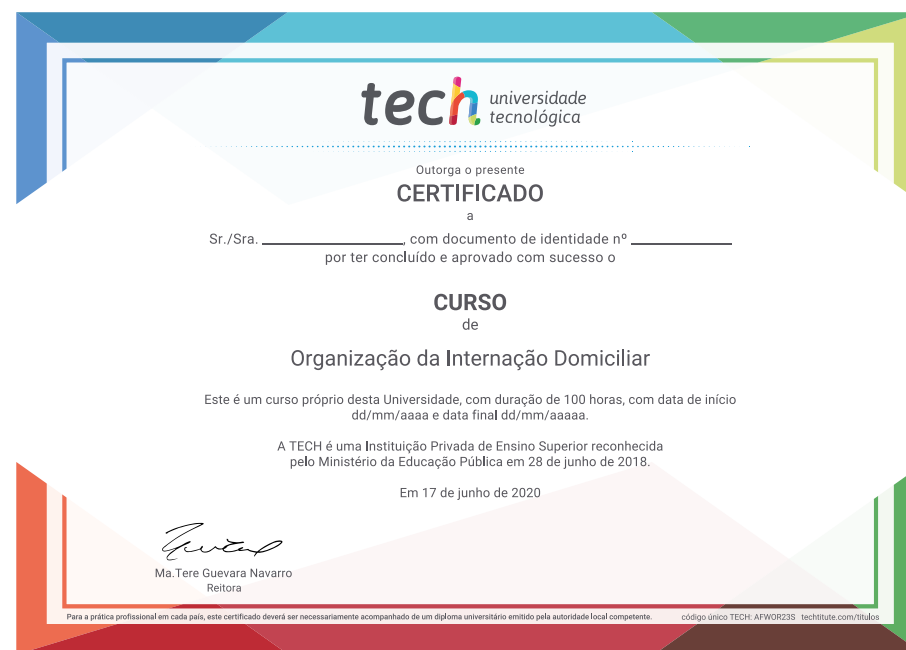 tech universidade
tecnológica
Outorga o presente
CERTIFICADO
a
Sr./Sra. , com documento de identidade nº
por ter concluído e aprovado com sucesso o
CURSO
de
Organização da Internação Domiciliar
Este é um curso próprio desta Universidade, com duração de 100 horas, com data de início
dd/mm/aaaa e data final dd/mm/aaaaa.
A TECH é uma Instituição Privada de Ensino Superior reconhecida
pelo Ministério da Educação Pública em 28 de junho de 2018.
Em 17 de junho de 2020
Ma.Tere Guevara Navarro
Reitora
Para a prática profissional em cada país, este certificado deverá ser necessariamente acompanhado de um diploma universitário emitido pela autoridade local competente. código único TECH: AFWOR23S techtitute.com/titulos